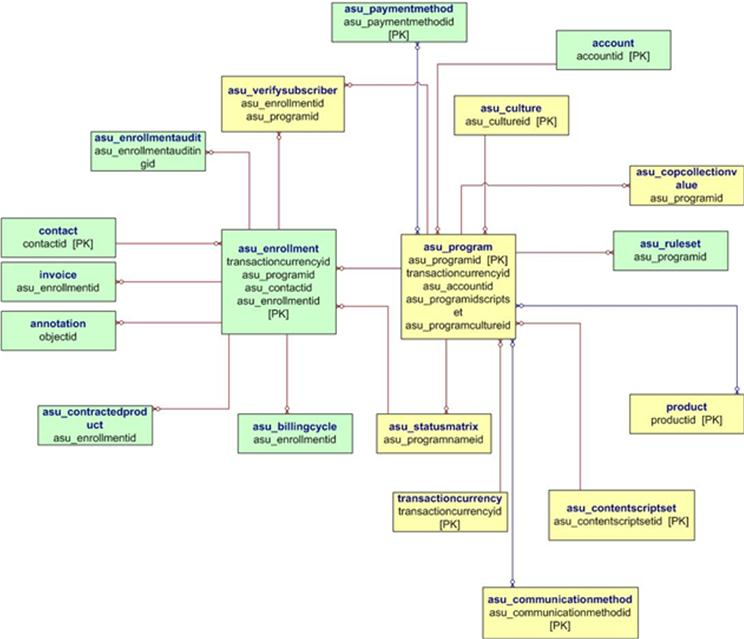 asu_paymentmethod
asu_paymentmethodid
[PK]
account
accountid [PK]
asu_verifysubscriber
asu_enrollmentid
asu_programid
asu_culture
asu_cultureid [PK]
asu_enrollmentaudit
asu_enrollmentauditin
gid
asu_copcollectionv
alue
asu_programid
contact
contactid [PK]
asu_enrollment
transactioncurrencyid
asu_programid
asu_contactid
asu_enrollmentid
[PK]
asu_program
asu_programid [PK]
transactioncurrencyid
asu_accountid
asu_programidscripts
et
asu_programcultureid
asu_ruleset
asu_programid
invoice
asu_enrollmentid
annotation
objectid
asu_contractedprod
uct
asu_enrollmentid
asu_billingcycle
asu_enrollmentid
asu_statusmatrix
asu_programnameid
product
productid [PK]
transactioncurrency
transactioncurrencyid
[PK]
asu_contentscriptset
asu_contentscriptsetid [PK]
asu_communicationmethod
asu_communicationmethodid
[PK]